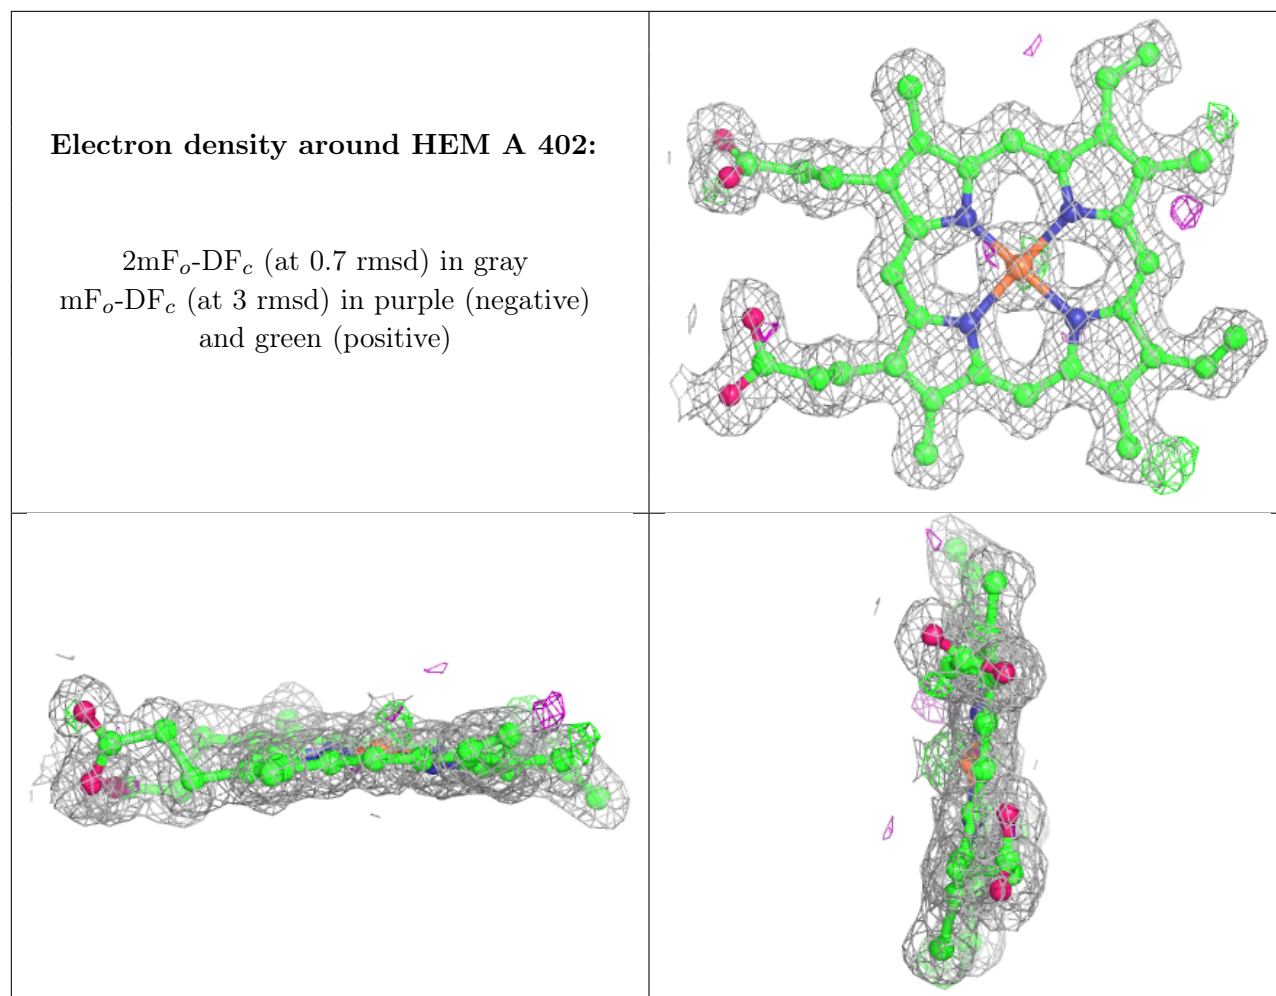 Electron density around HEM A 402:
2mFo-DFc (at 0.7 rmsd) in gray
mFo-DFc (at 3 rmsd) in purple (negative)
and green (positive)